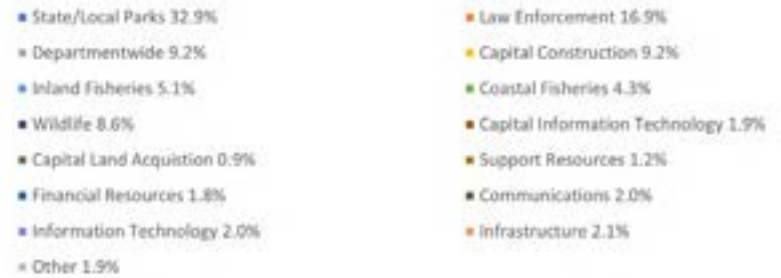 State/Local Parks 32.9%
Law Enforcement 16.9%
Departmentwide 9.2%
Capital Construction 9.2%
Inland Fisheries 5.1%
Coastal Fisheries 4.3%
Wildlife 8.6%
Capital Information Technology 1.9%
Capital Land Acquistion 0.9%
Support Resources 1.2%
Financial Resources 1.8%
Communications 2.0%
Information Technology 2.0%
Infrastructure 2.1%
Other 1.9%